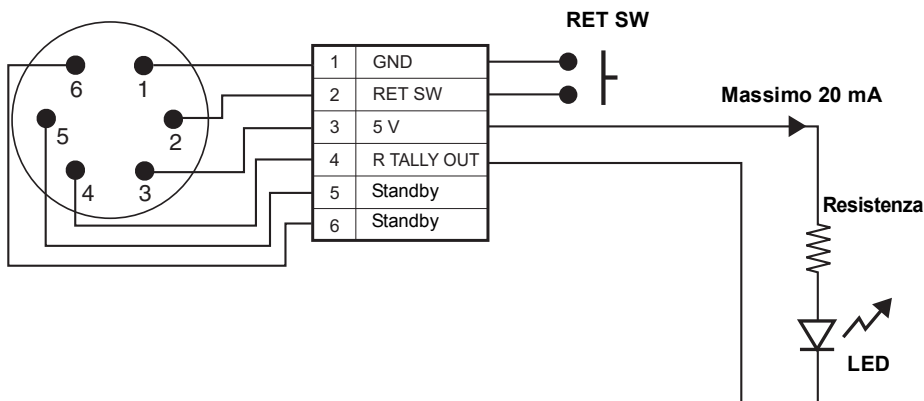 RET SW
6 1
5 2
4 3
1 GND
2 RET SW
3 5 V
4 R TALLY OUT
5 Standby
6 Standby
Massimo 20 mA
Resistenza
LED